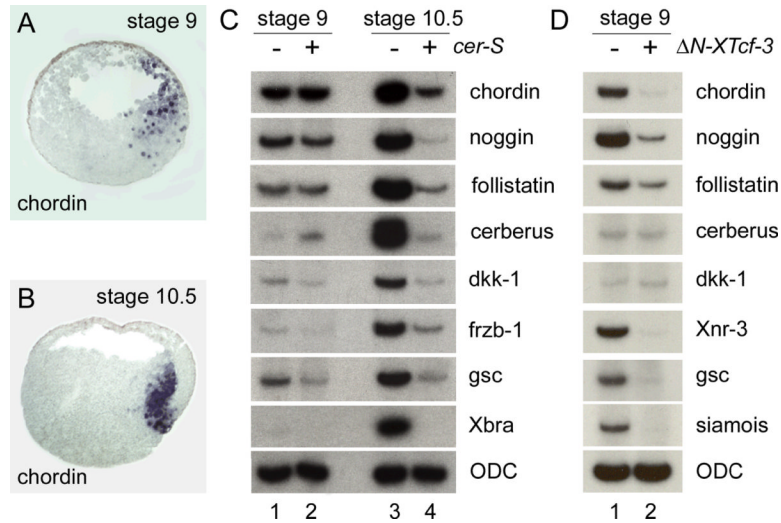 A
stage 9
chordin
B
stage 10.5
chordin
C
stage 9 stage 10.5
- + - + cer-S
chordin
noggin
follistatin
cerberus
dkk-1
frzb-1
gsc
Xbra
ODC
1 2 3 4
D
stage 9
- + ΔN-XTcf-3
chordin
noggin
follistatin
cerberus
dkk-1
Xnr-3
gsc
siamois
ODC
1 2